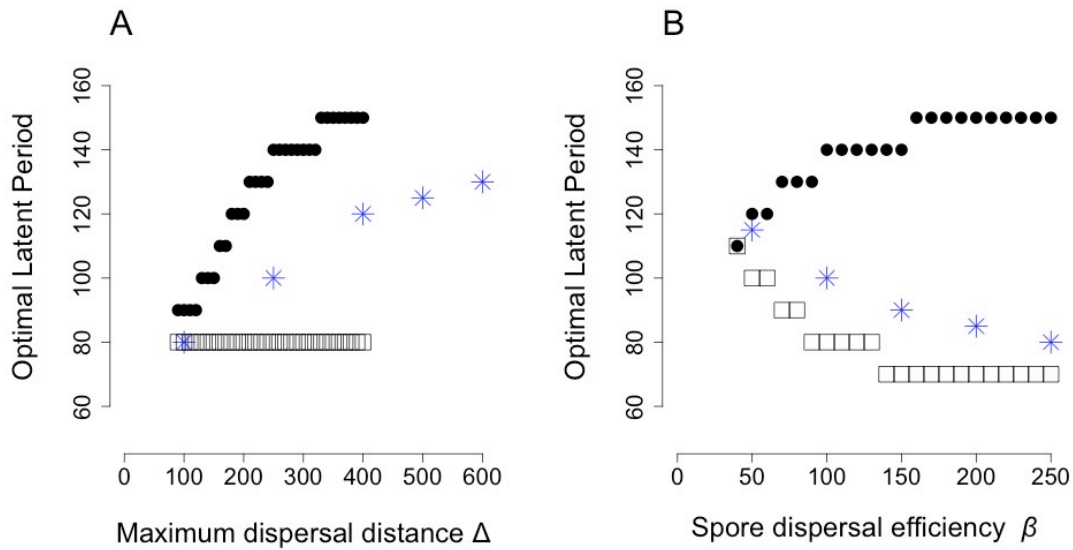 A
Optimal Latent Period
160
140
120
100
80
60
0 100 200 300 400 500 600
Maximum dispersal distance Δ
B
Optimal Latent Period
160
140
120
100
80
60
0 50 100 150 200 250
Spore dispersal efficiency β